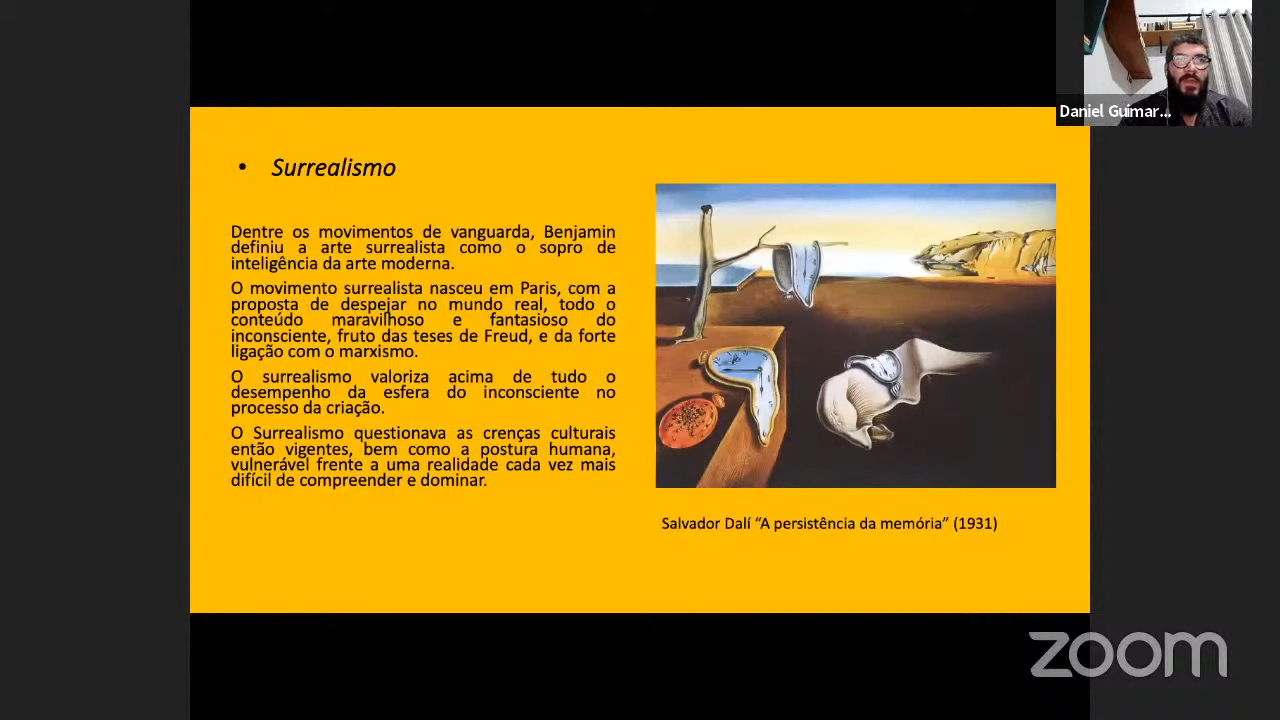 Daniel Guimar...
• Surrealismo
Dentre os movimentos de vanguarda, Benjamin
definiu a arte surrealista como o sopro de
inteligência da arte moderna.
O movimento surrealista nasceu em Paris, com a
proposta de despejar no mundo real, todo o
conteúdo maravilhoso e fantasioso do
inconsciente, fruto das teses de Freud, e da forte
ligação com o marxismo.
O surrealismo valoriza acima de tudo o
desempenho da esfera do inconsciente no
processo da criação.
O Surrealismo questionava as crenças culturais
então vigentes, bem como a postura humana,
vulnerável frente a uma realidade cada vez mais
difícil de compreender e dominar.
Salvador Dalí “A persistência da memória” (1931)
zoom